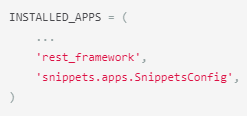 INSTALLED_APPS = (
    ...
    'rest_framework',
    'snippets.apps.SnippetsConfig',
)